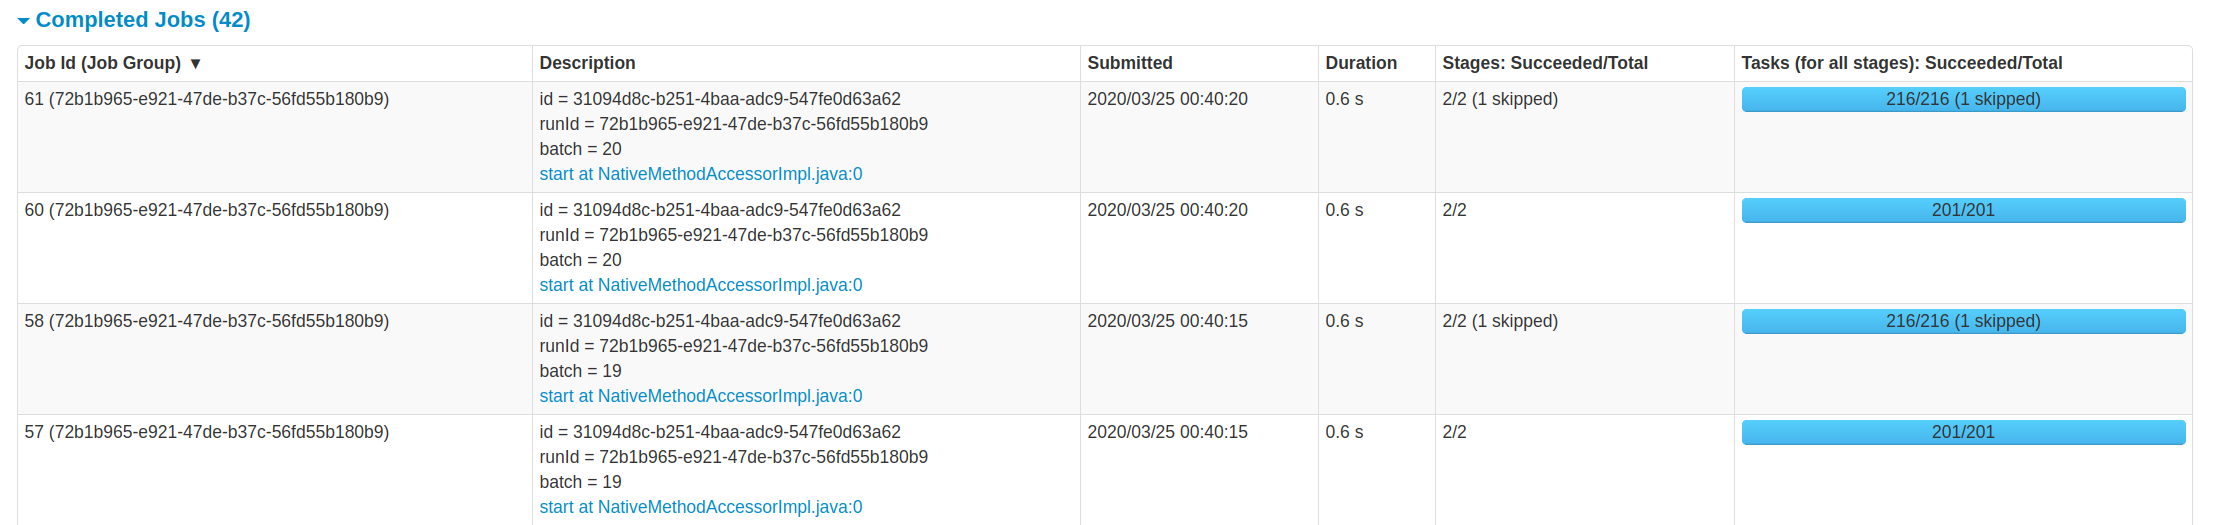 Completed Jobs (42)
Job Id (Job Group) ▼ Description Submitted Duration Stages: Succeeded/Total Tasks (for all stages): Succeeded/Total
61 (72b1b965-e921-47de-b37c-56fd55b180b9) id = 31094d8c-b251-4baa-adc9-547fe0d63a62 2020/03/25 00:40:20 0.6 s 2/2 (1 skipped) 216/216 (1 skipped)
runId = 72b1b965-e921-47de-b37c-56fd55b180b9
batch = 20
start at NativeMethodAccessorImpl.java:0
60 (72b1b965-e921-47de-b37c-56fd55b180b9) id = 31094d8c-b251-4baa-adc9-547fe0d63a62 2020/03/25 00:40:20 0.6 s 2/2 201/201
runId = 72b1b965-e921-47de-b37c-56fd55b180b9
batch = 20
start at NativeMethodAccessorImpl.java:0
58 (72b1b965-e921-47de-b37c-56fd55b180b9) id = 31094d8c-b251-4baa-adc9-547fe0d63a62 2020/03/25 00:40:15 0.6 s 2/2 (1 skipped) 216/216 (1 skipped)
runId = 72b1b965-e921-47de-b37c-56fd55b180b9
batch = 19
start at NativeMethodAccessorImpl.java:0
57 (72b1b965-e921-47de-b37c-56fd55b180b9) id = 31094d8c-b251-4baa-adc9-547fe0d63a62 2020/03/25 00:40:15 0.6 s 2/2 201/201
runId = 72b1b965-e921-47de-b37c-56fd55b180b9
batch = 19
start at NativeMethodAccessorImpl.java:0